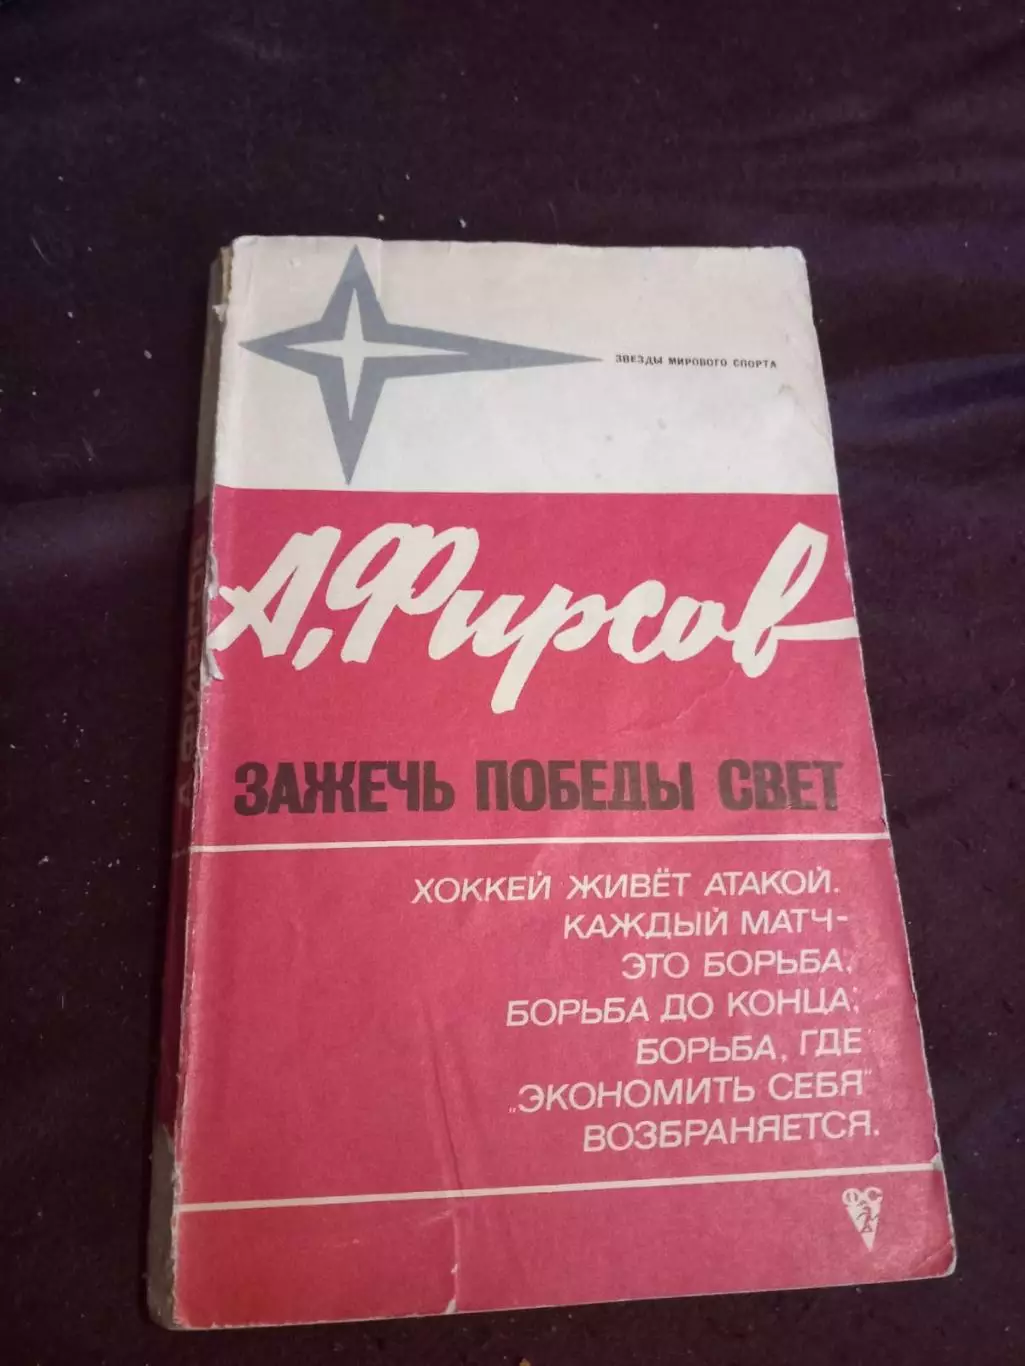 ЗВЕЗДЫ МИРОВОГО СПОРТА
А. Фирсов
ЗАЖЕЧЬ ПОБЕДЫ СВЕТ
ХОККЕЙ ЖИВЁТ АТАКОЙ.
КАЖДЫЙ МАТЧ-
ЭТО БОРЬБА,
БОРЬБА ДО КОНЦА;
БОРЬБА, ГДЕ
„ЭКОНОМИТЬ СЕБЯ"
ВОЗБРАНЯЕТСЯ.
ФС